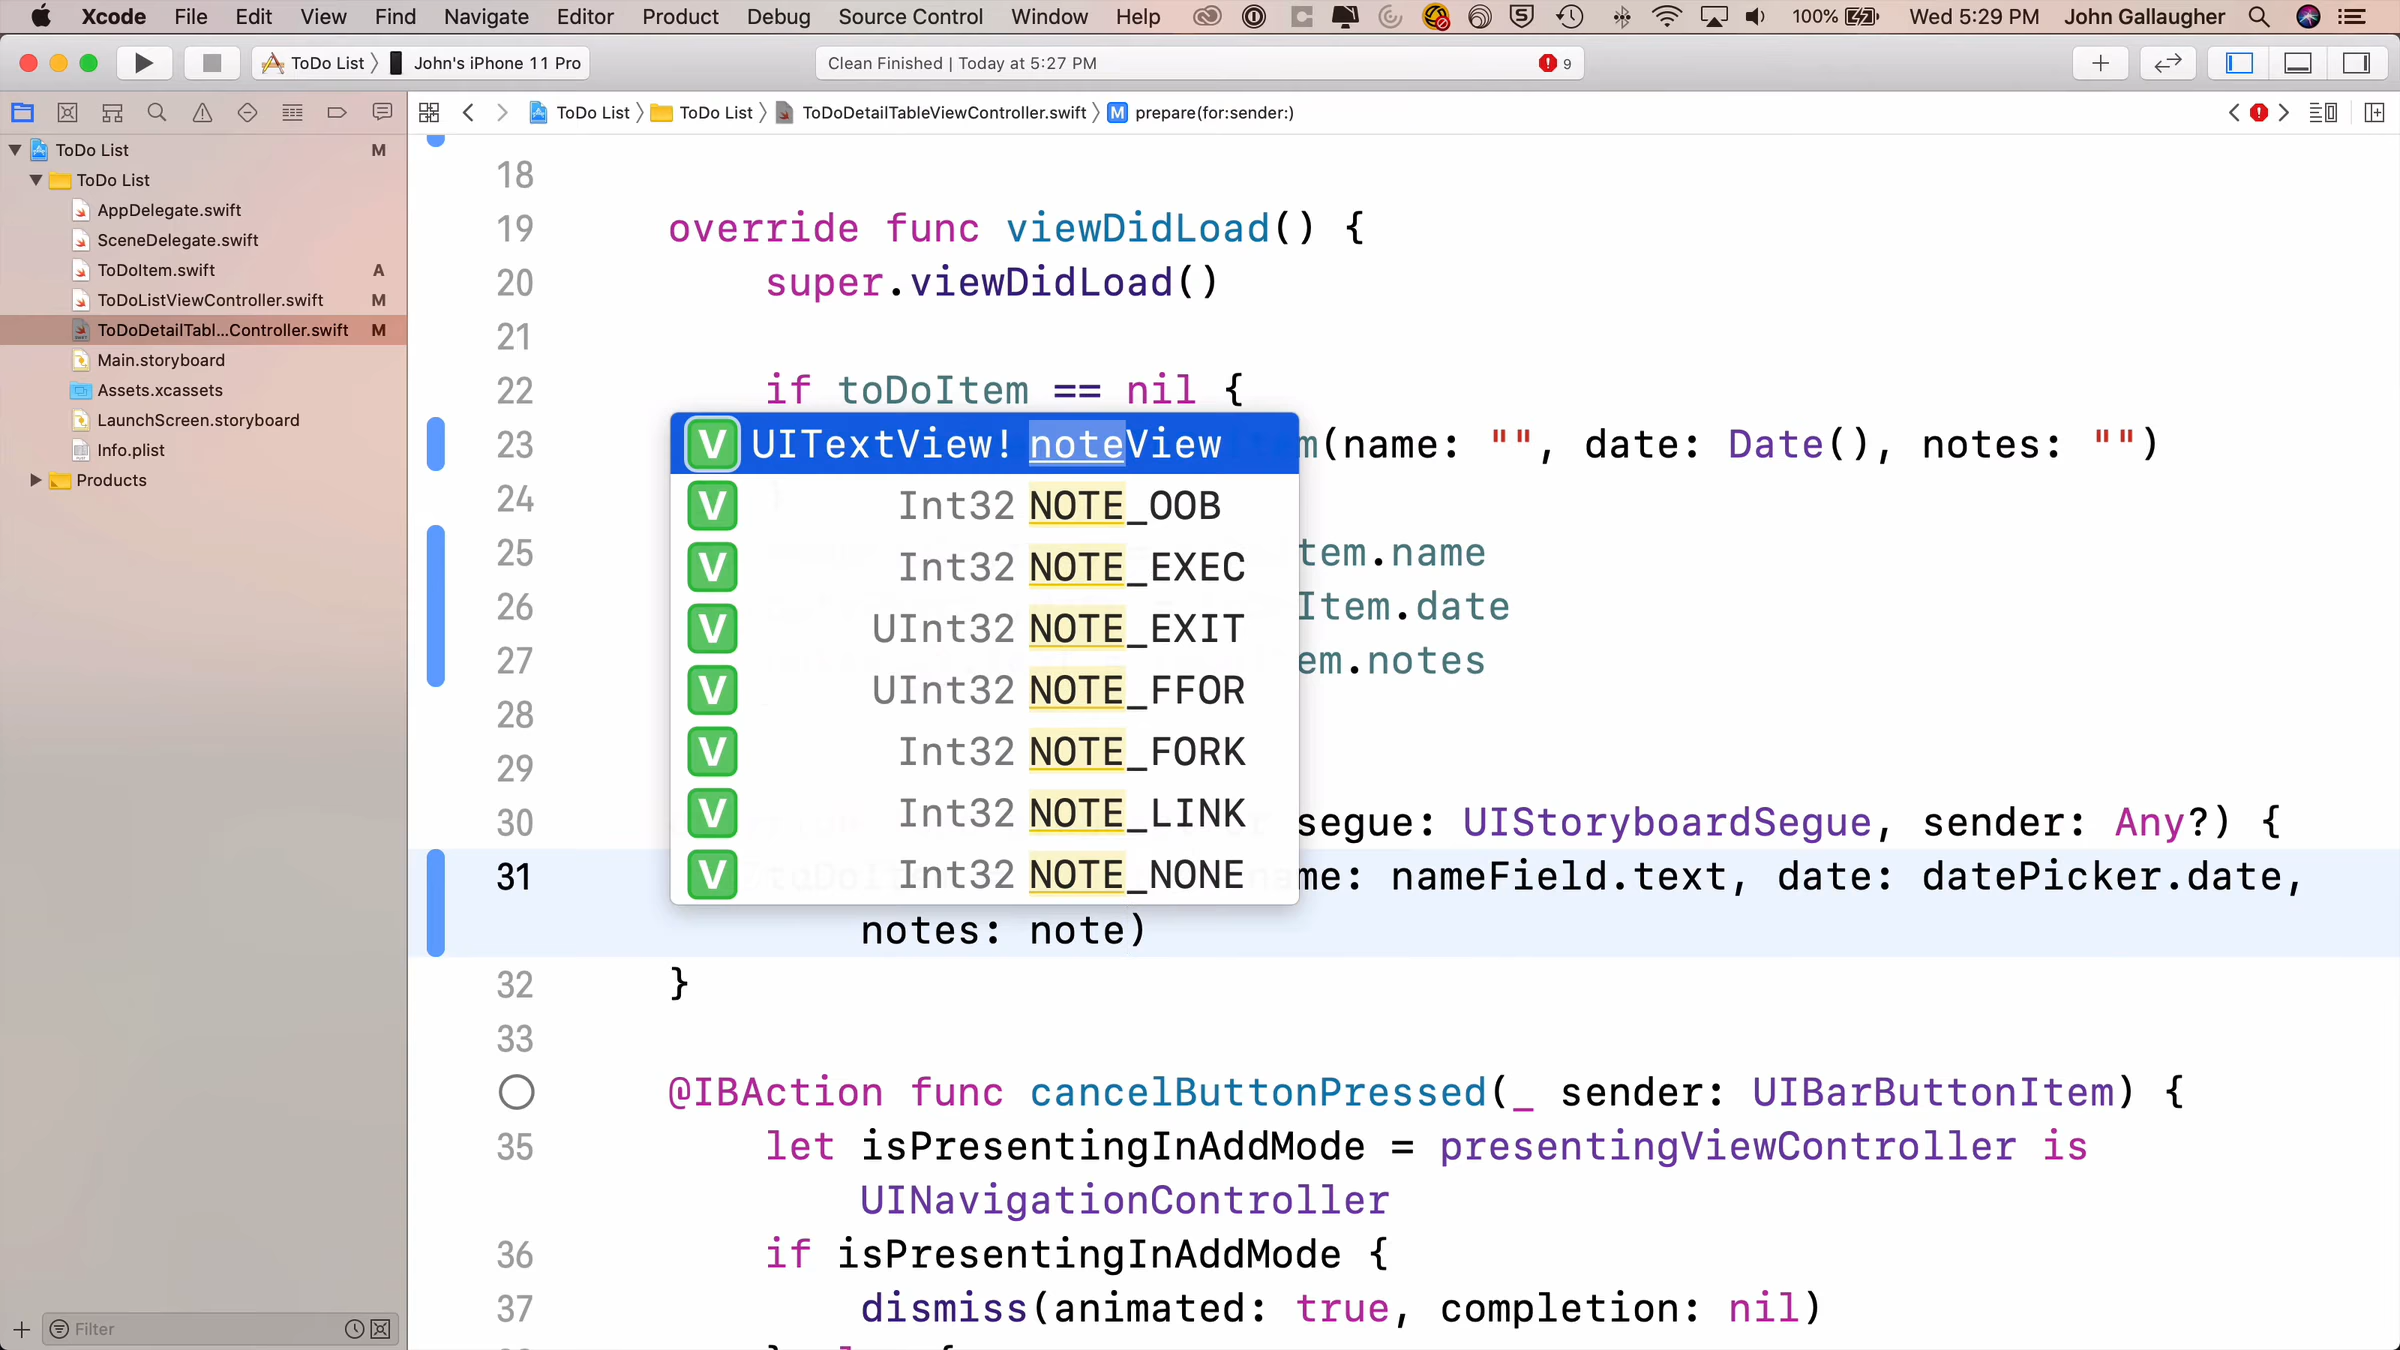 Xcode File Edit View Find Navigate Editor Product Debug Source Control Window Help 100% Wed 5:29 PM John Gallaugher
ToDo List John's iPhone 11 Pro Clean Finished | Today at 5:27 PM 9
ToDo List ToDo List ToDoDetailTableViewController.swift M prepare(for:sender:)
ToDo List M
ToDo List
AppDelegate.swift
SceneDelegate.swift
ToDoItem.swift A
ToDoListViewController.swift M
ToDoDetailTabl...Controller.swift M
Main.storyboard
Assets.xcassets
LaunchScreen.storyboard
Info.plist
Products
Filter
18
19 override func viewDidLoad() {
20 super.viewDidLoad()
21
22 if toDoItem == nil {
23 m(name: "", date: Date(), notes: "")
24 }
25 tem.name
26 Item.date
27 em.notes
28
29
30 segue: UIStoryboardSegue, sender: Any?) {
31 me: nameField.text, date: datePicker.date,
notes: note)
32 }
33
@IBAction func cancelButtonPressed(_ sender: UIBarButtonItem) {
35 let isPresentingInAddMode = presentingViewController is
UINavigationController
36 if isPresentingInAddMode {
37 dismiss(animated: true, completion: nil)
V UITextView! noteView
V Int32 NOTE_OOB
V Int32 NOTE_EXEC
V UInt32 NOTE_EXIT
V UInt32 NOTE_FFOR
V Int32 NOTE_FORK
V Int32 NOTE_LINK
V Int32 NOTE_NONE